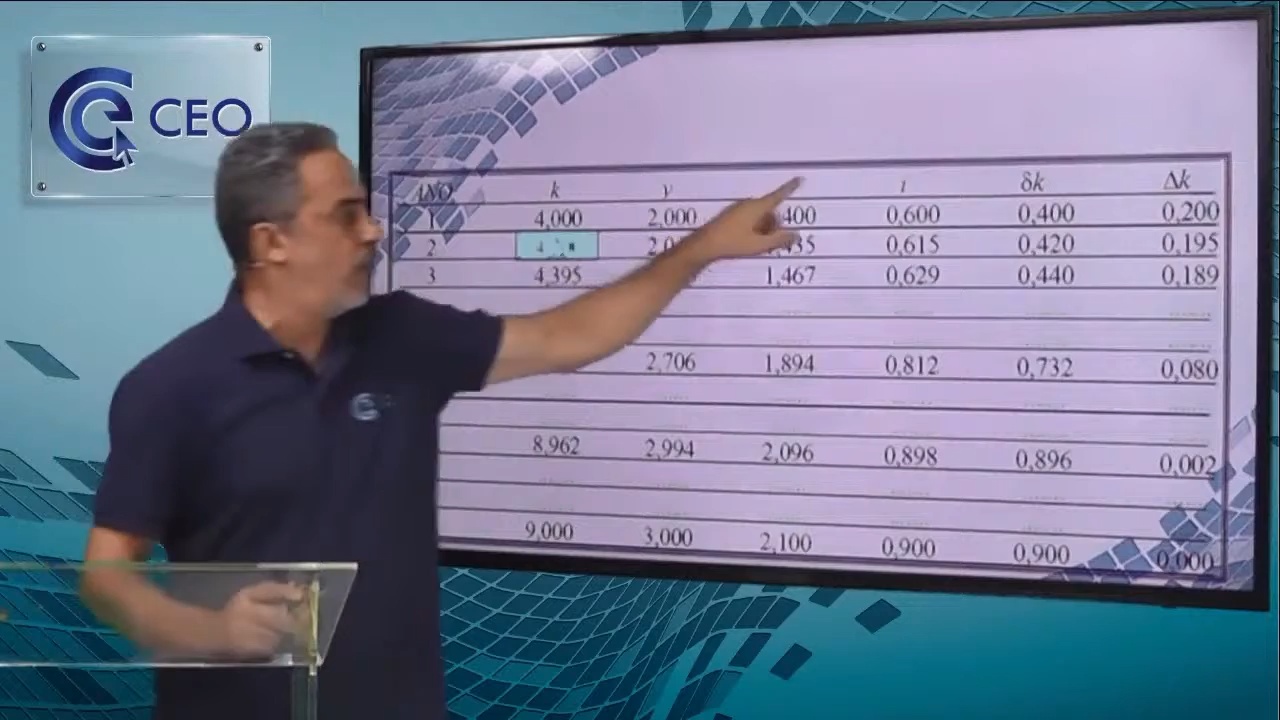 CEO
ANO k y i δk Δk
1 4,000 2,000 400 0,600 0,400 0,200
2 435 0,615 0,420 0,195
3 4,395 1,467 0,629 0,440 0,189
2,706 1,894 0,812 0,732 0,080
8,962 2,994 2,096 0,898 0,896 0,002
9,000 3,000 2,100 0,900 0,900 0,000